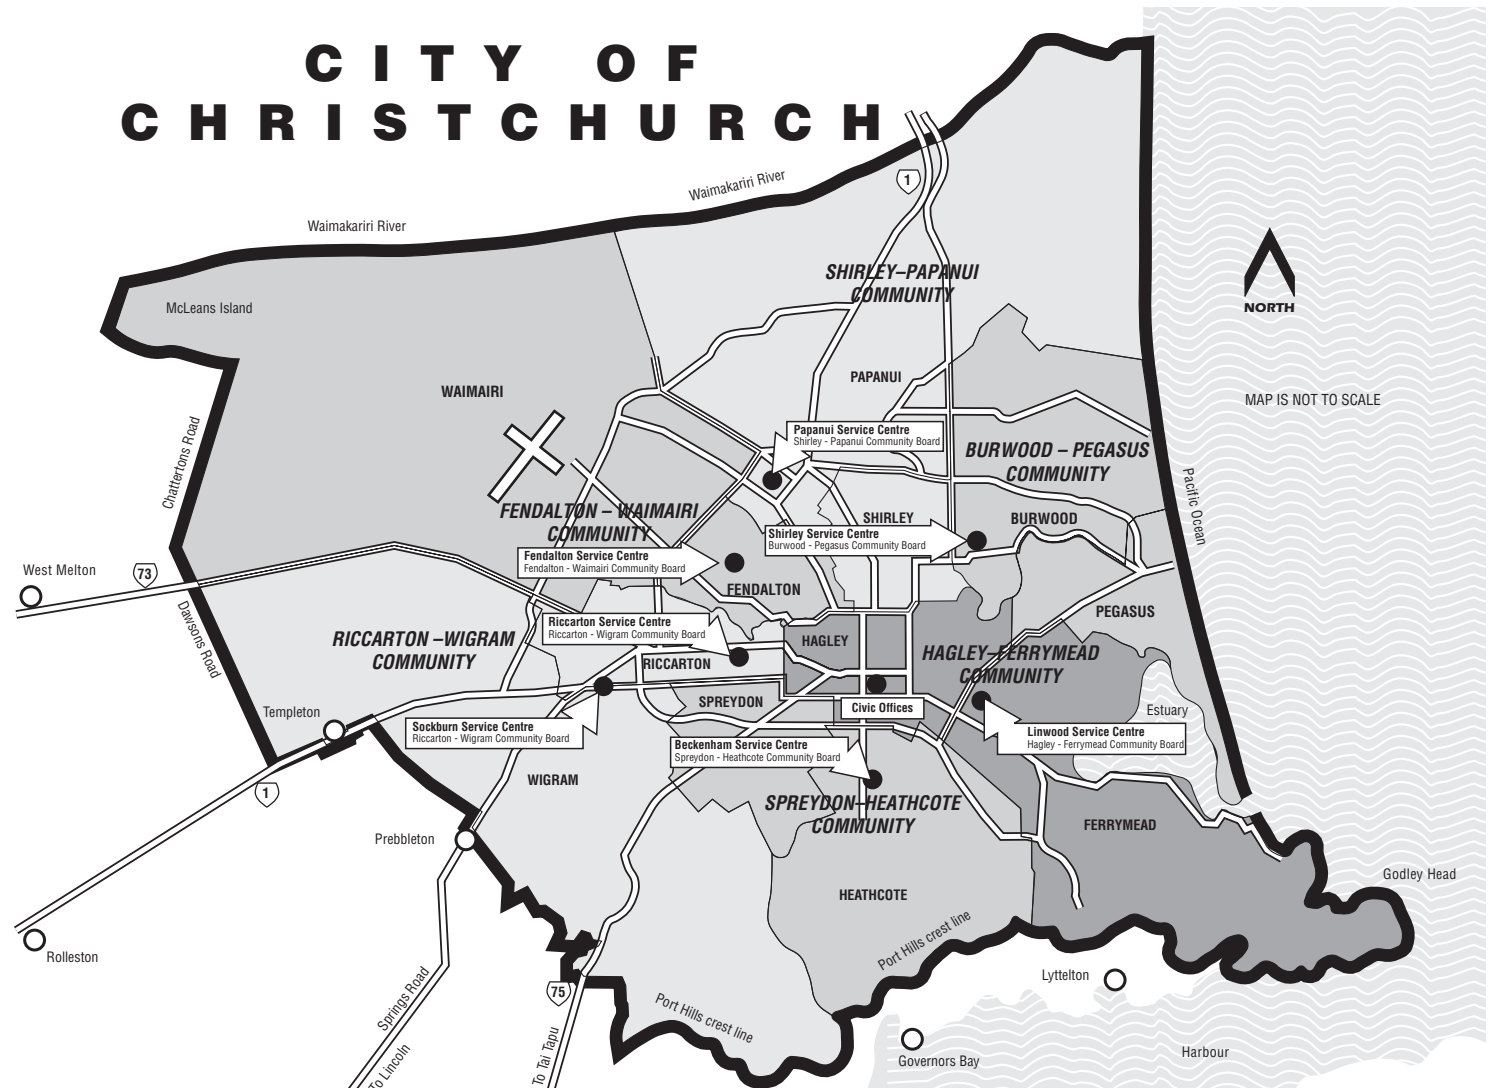 CITY OF
CHRISTCHURCH
Waimakariri River
1
Waimakariri River
SHIRLEY–PAPANUI
COMMUNITY
McLeans Island
NORTH
WAIMAIRI
PAPANUI
MAP IS NOT TO SCALE
Chattertons Road
Papanui Service Centre
Shirley - Papanui Community Board
BURWOOD – PEGASUS
COMMUNITY
Pacific Ocean
FENDALTON – WAIMAIRI
COMMUNITY
SHIRLEY
BURWOOD
Shirley Service Centre
Burwood - Pegasus Community Board
Fendalton Service Centre
Fendalton - Waimairi Community Board
West Melton
73
FENDALTON
Dawsons Road
PEGASUS
Riccarton Service Centre
Riccarton - Wigram Community Board
RICCARTON –WIGRAM
COMMUNITY
HAGLEY
HAGLEY–FERRYMEAD
COMMUNITY
RICCARTON
SPREYDON
Civic Offices
Estuary
Templeton
Sockburn Service Centre
Riccarton - Wigram Community Board
Linwood Service Centre
Hagley - Ferrymead Community Board
Beckenham Service Centre
Spreydon - Heathcote Community Board
WIGRAM
1
SPREYDON–HEATHCOTE
COMMUNITY
FERRYMEAD
Prebbleton
Godley Head
HEATHCOTE
Rolleston
Port Hills crest line
Lyttelton
75
Springs Road
Port Hills crest line
To Lincoln
To Tai Tapu
Governors Bay
Harbour